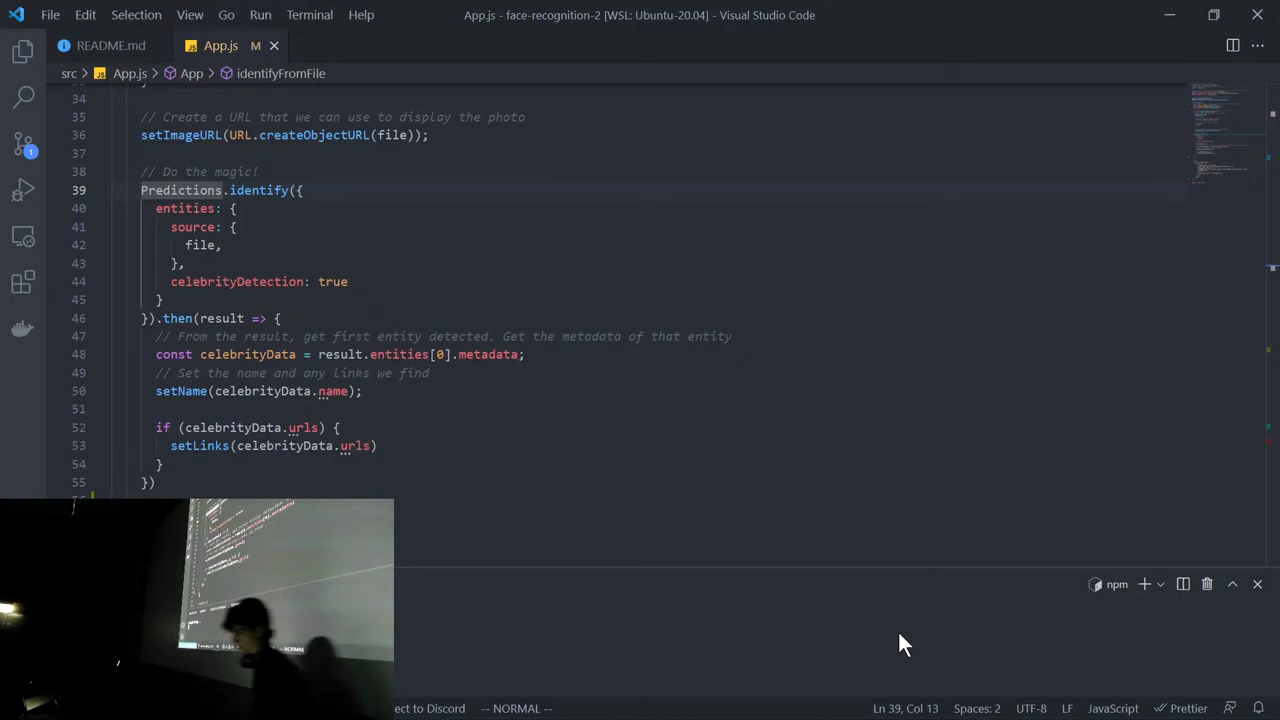 File Edit Selection View Go Run Terminal Help App.js - face-recognition-2 [WSL: Ubuntu-20.04] - Visual Studio Code
README.md App.js M
src App.js App identifyFromFile
34
35 // Create a URL that we can use to display the photo
36 setImageURL(URL.createObjectURL(file));
37
38 // Do the magic!
39 Predictions.identify({
40 entities: {
41 source: {
42 file,
43 },
44 celebrityDetection: true
45 }
46 }).then(result => {
47 // From the result, get first entity detected. Get the metadata of that entity
48 const celebrityData = result.entities[0].metadata;
49 // Set the name and any links we find
50 setName(celebrityData.name);
51
52 if (celebrityData.urls) {
53 setLinks(celebrityData.urls)
54 }
55 })
1
npm
ect to Discord -- NORMAL -- Ln 39, Col 13 Spaces: 2 UTF-8 LF JavaScript Prettier